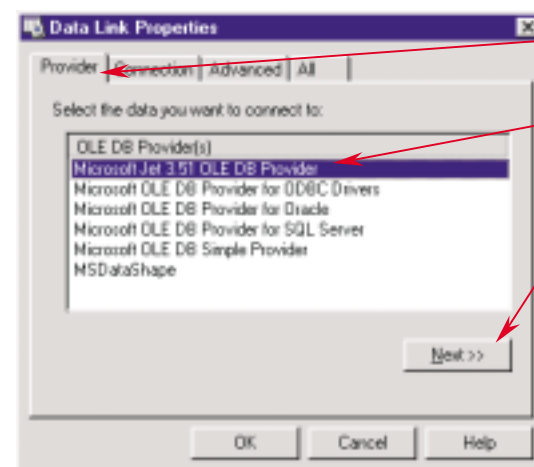 Data Link Properties
Provider Connection Advanced All
Select the data you want to connect to:
OLE DB Provider(s)
Microsoft Jet 3.51 OLE DB Provider
Microsoft OLE DB Provider for ODBC Drivers
Microsoft OLE DB Provider for Oracle
Microsoft OLE DB Provider for SQL Server
Microsoft OLE DB Simple Provider
MSDataShape
Next >>
OK Cancel Help